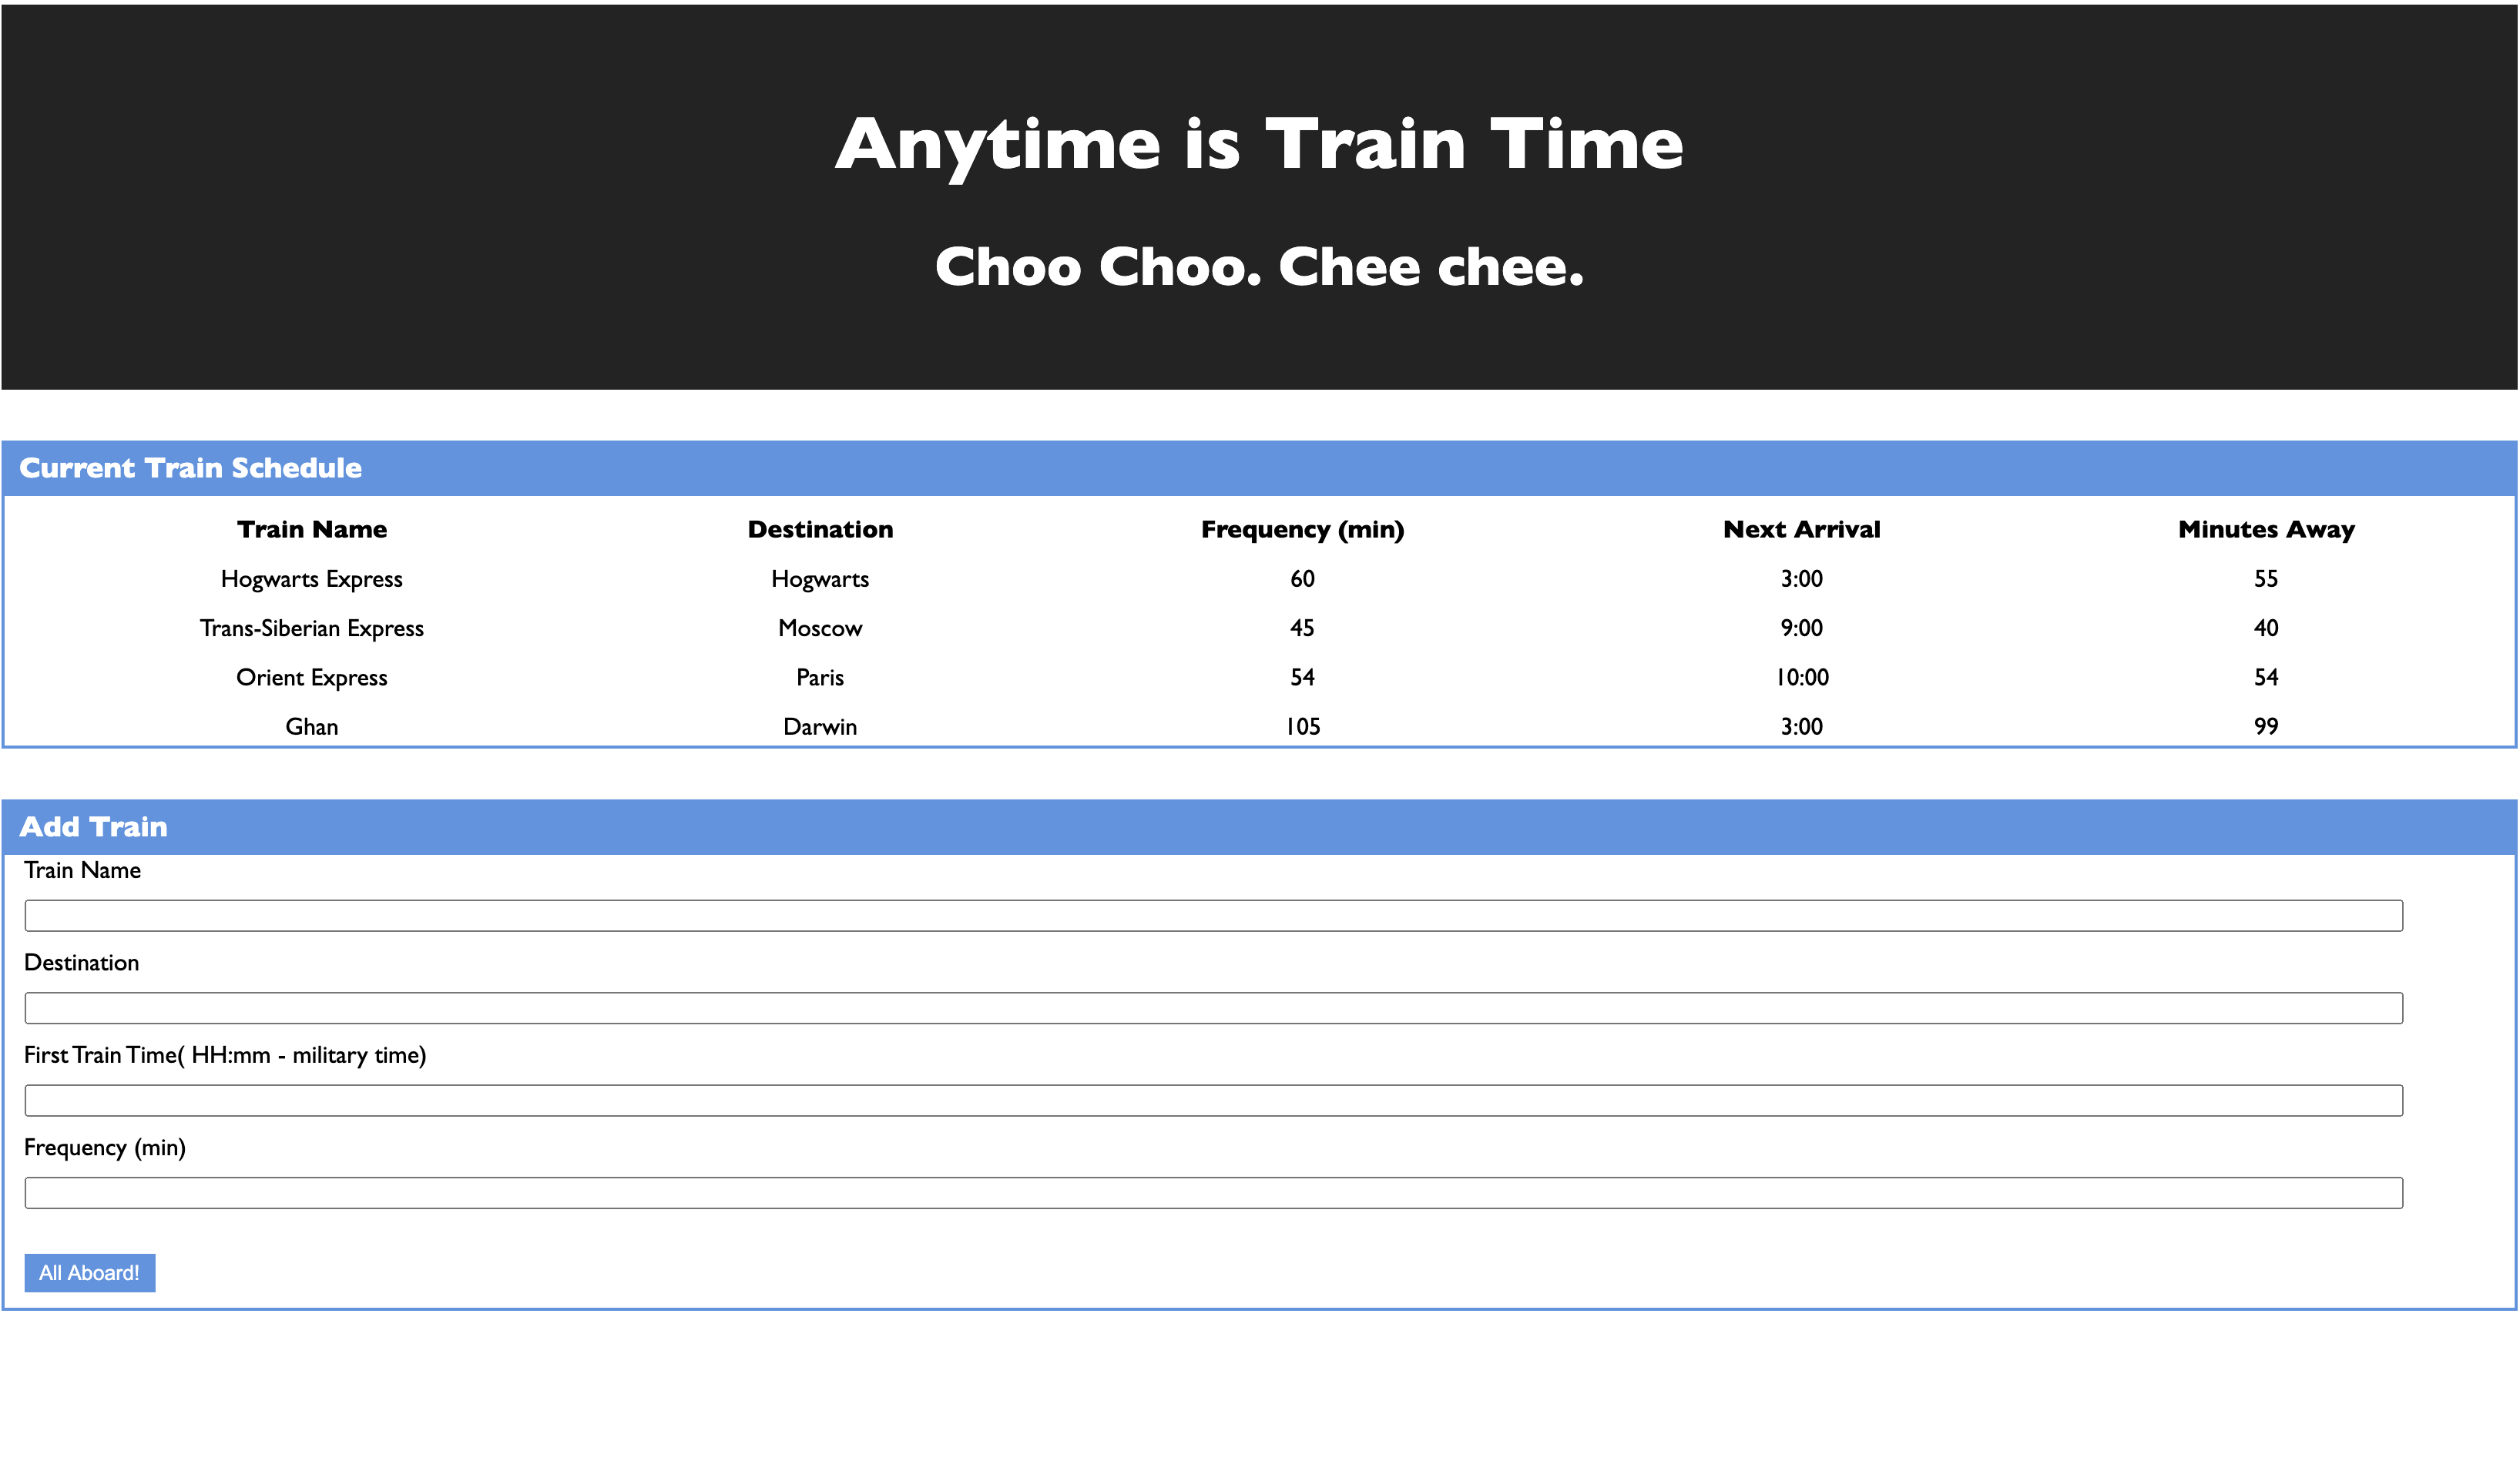 Anytime is Train Time
Choo Choo. Chee chee.
Current Train Schedule
Train Name Destination Frequency (min) Next Arrival Minutes Away
Hogwarts Express Hogwarts 60 3:00 55
Trans-Siberian Express Moscow 45 9:00 40
Orient Express Paris 54 10:00 54
Ghan Darwin 105 3:00 99
Add Train
Train Name
Destination
First Train Time( HH:mm - military time)
Frequency (min)
All Aboard!